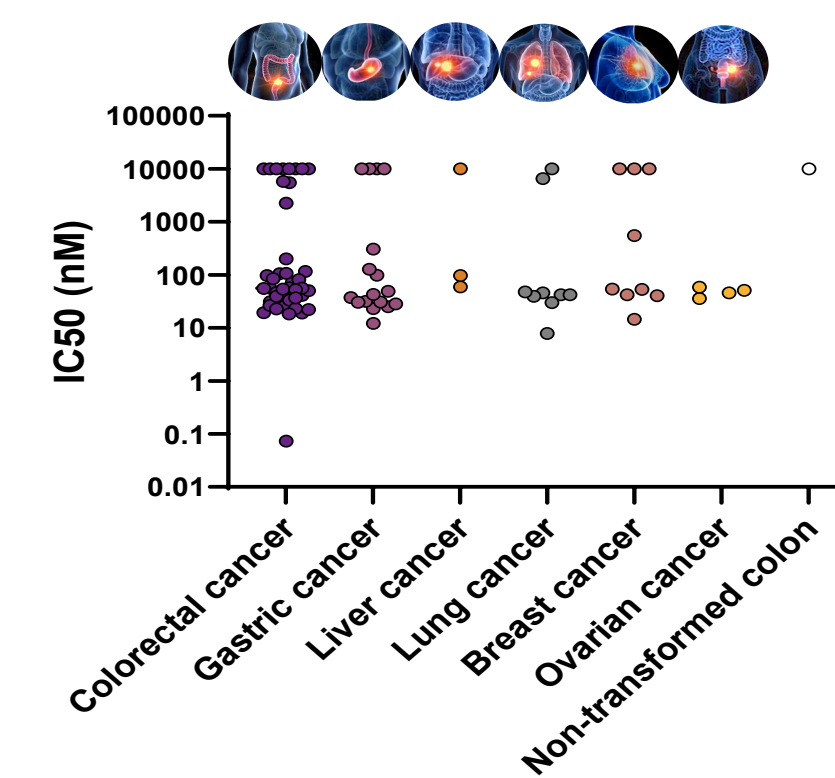 100000
10000
1000
100
10
1
0.1
0.01
IC50 (nM)
Colorectal cancer
Gastric cancer
Liver cancer
Lung cancer
Breast cancer
Ovarian cancer
Non-transformed colon